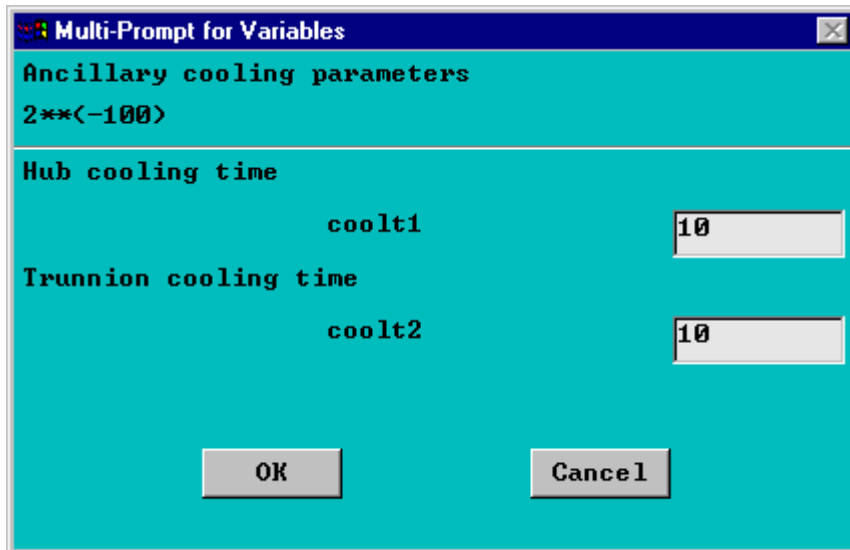 Multi-Prompt for Variables
Ancillary cooling parameters
2**(-100)
Hub cooling time
coolt1 10
Trunnion cooling time
coolt2 10
OK Cancel